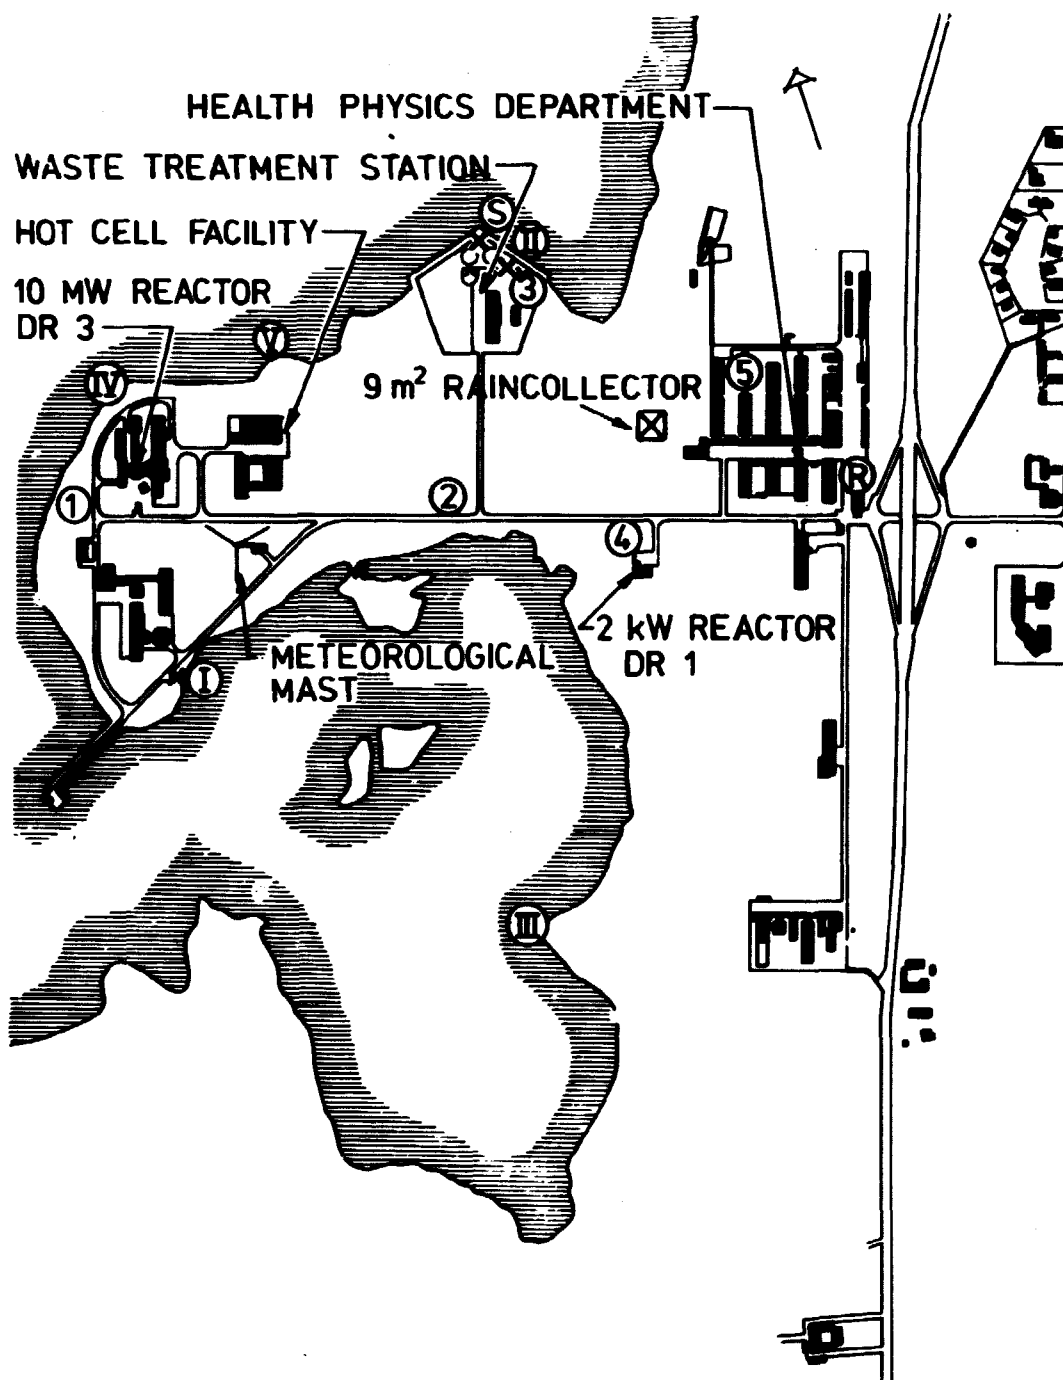 HEALTH PHYSICS DEPARTMENT
WASTE TREATMENT STATION
S
II
HOT CELL FACILITY
3
10 MW REACTOR
DR 3
V
IV
9 m² RAINCOLLECTOR
5
1
2
R
4
2 kW REACTOR
DR 1
METEOROLOGICAL
MAST
I
III